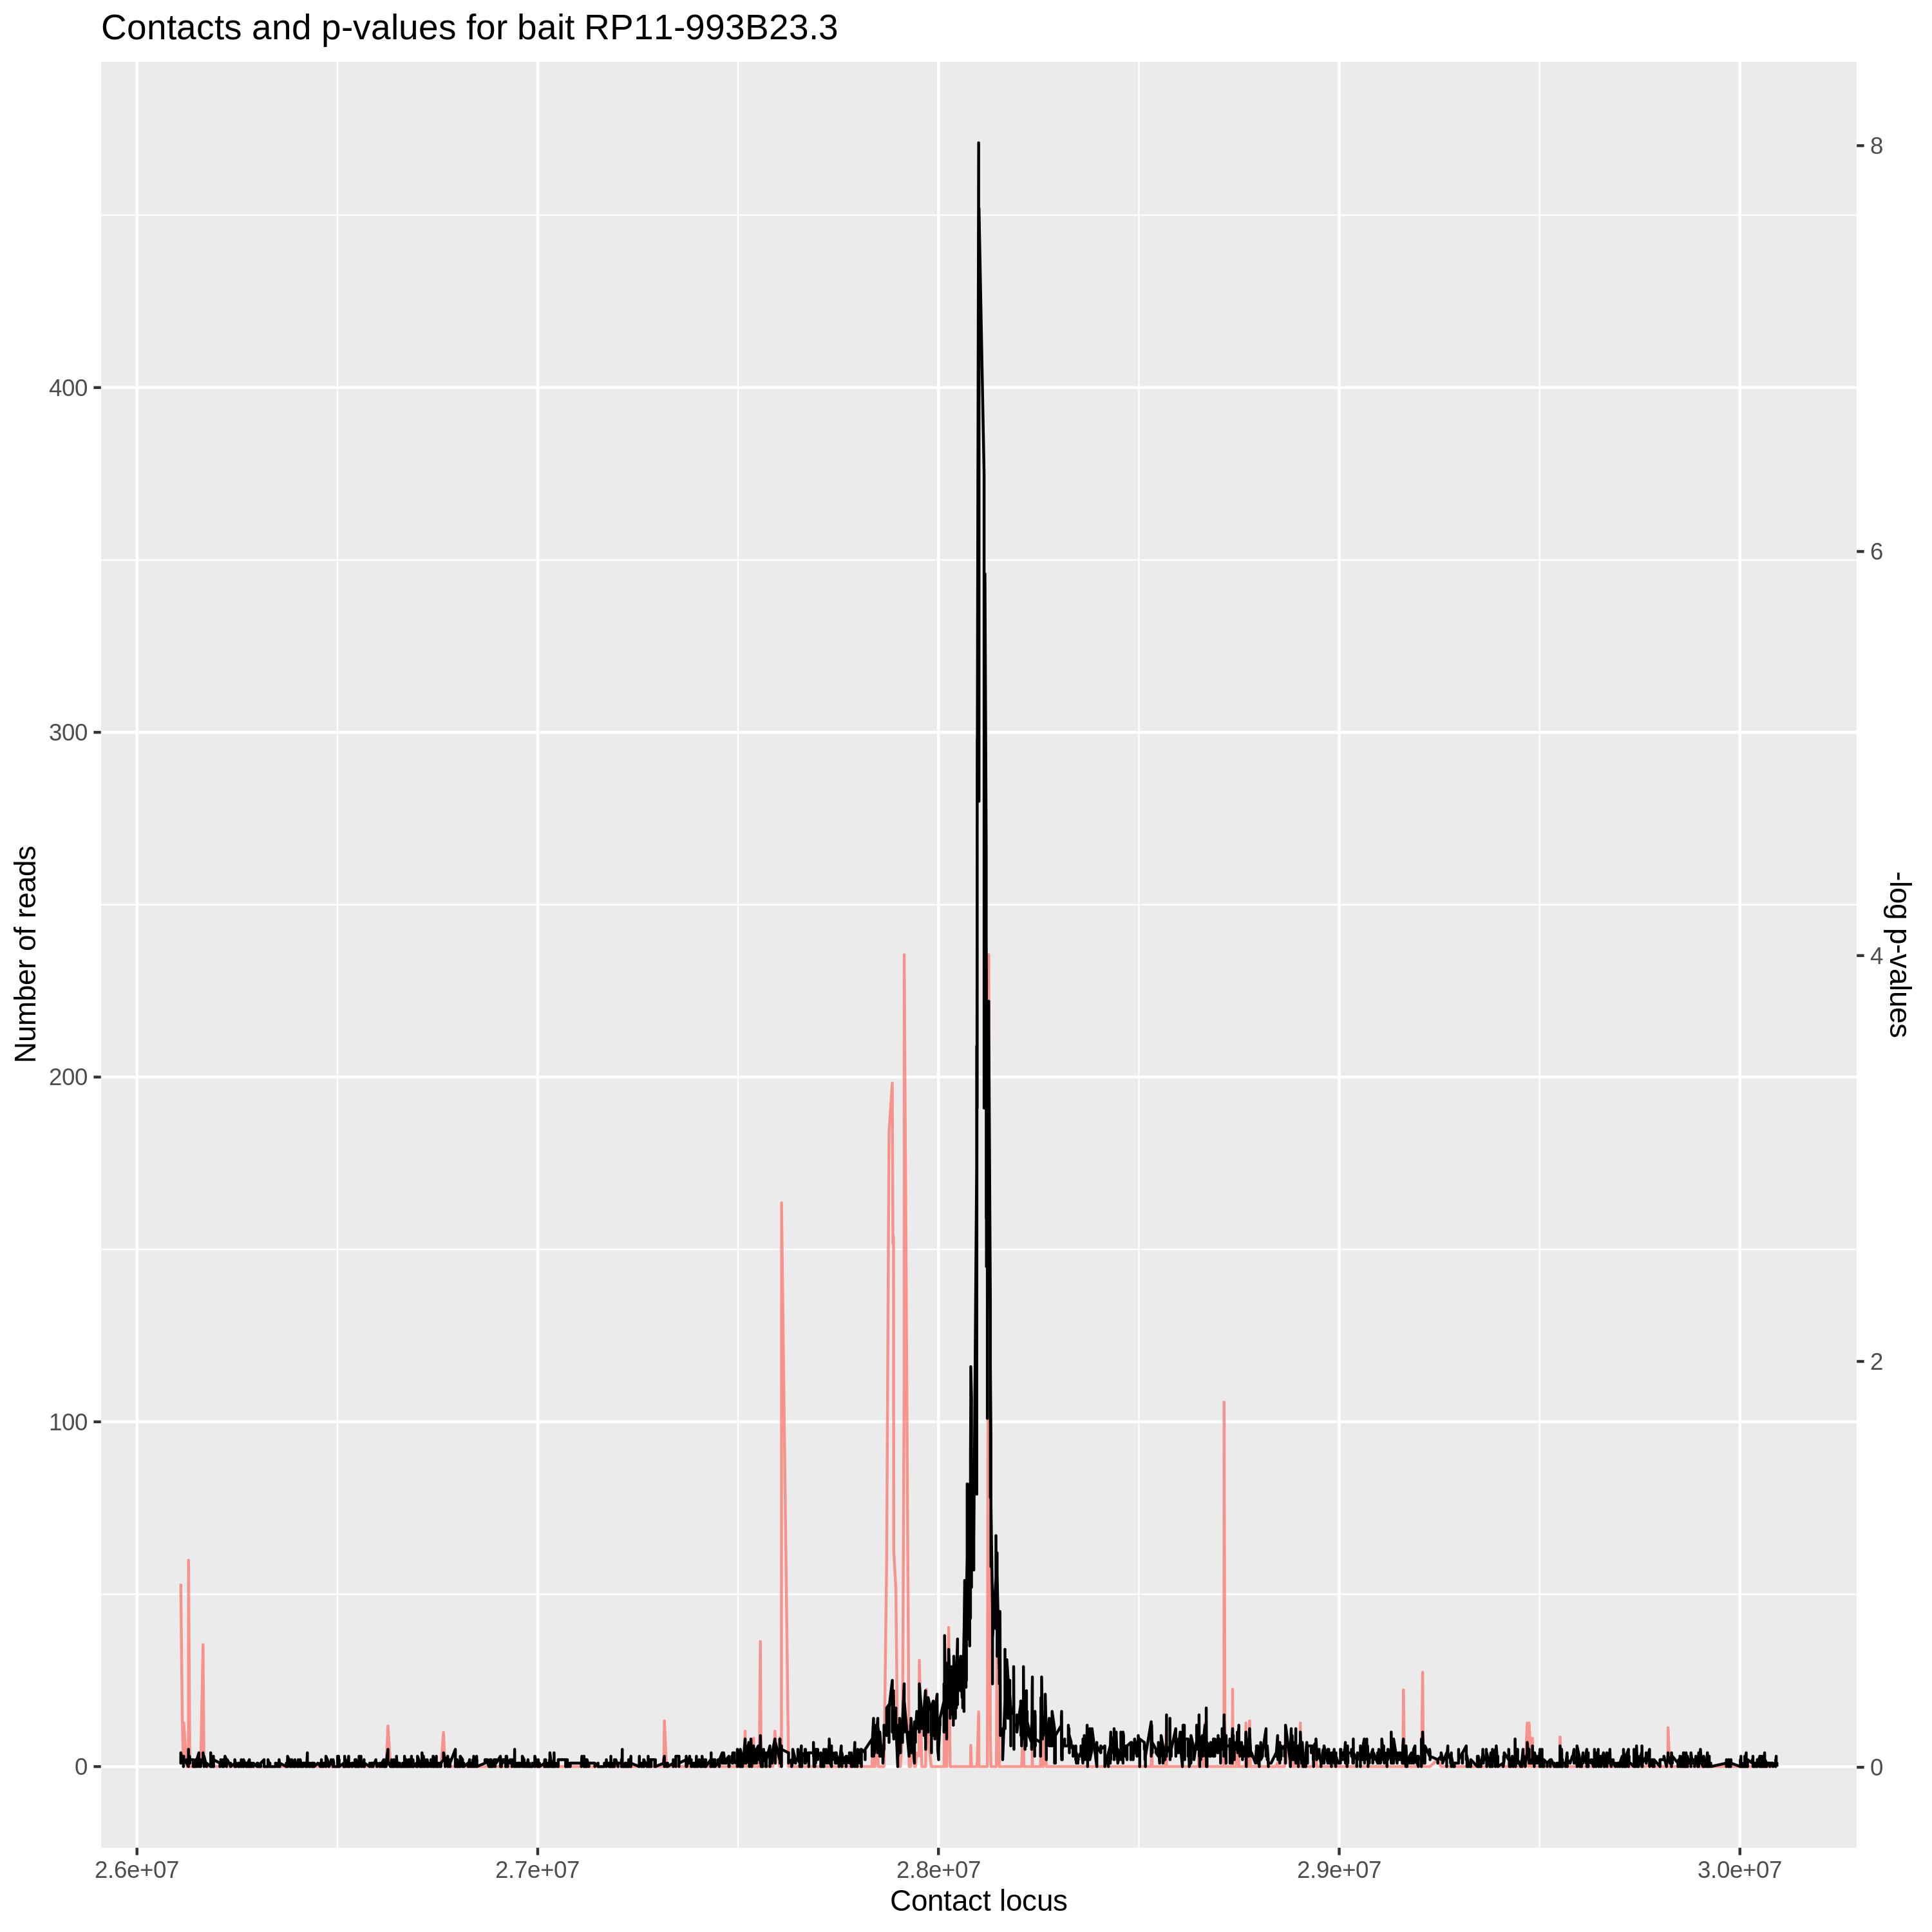 Contacts and p-values for bait RP11-993B23.3
Number of reads
400
300
200
100
0
8
6
4
2
0
-log p-values
2.6e+07
2.7e+07
2.8e+07
2.9e+07
3.0e+07
Contact locus